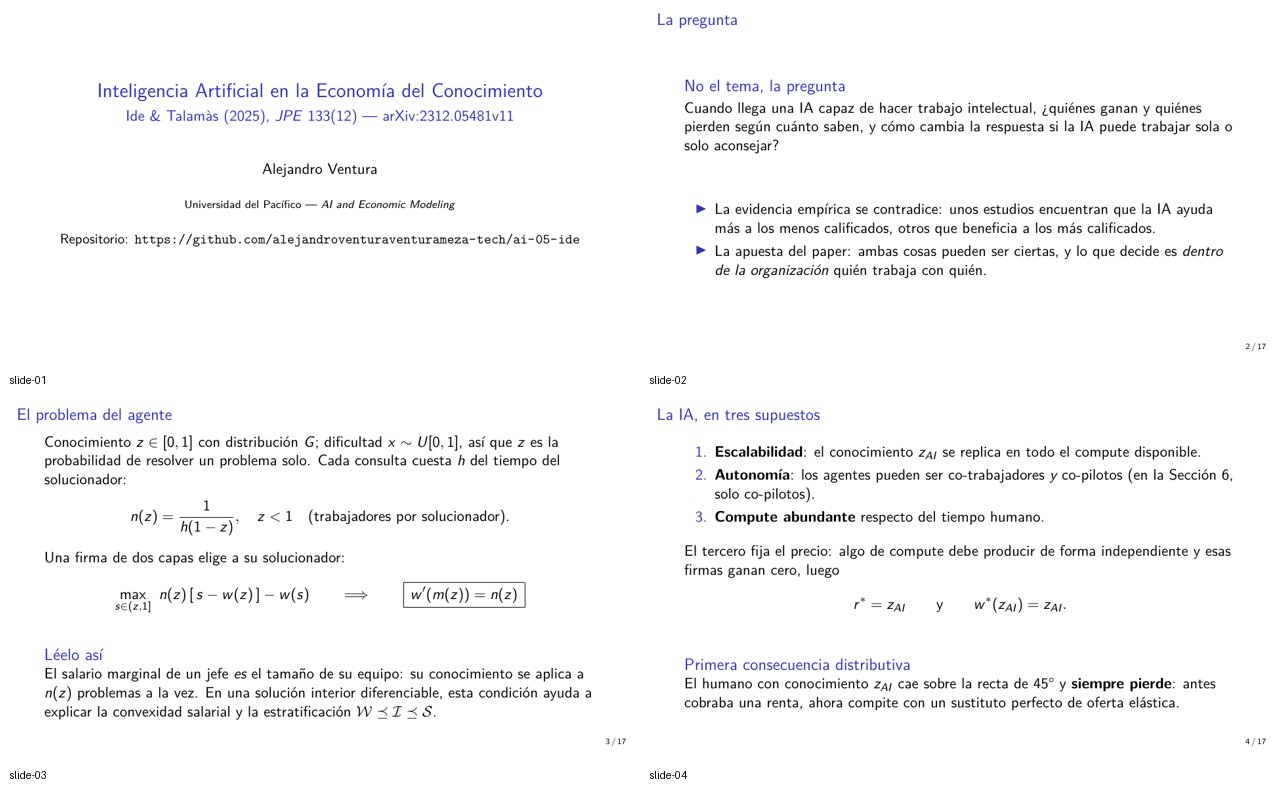 Inteligencia Artificial en la Economía del Conocimiento
Ide & Talamàs (2025), JPE 133(12) — arXiv:2312.05481v11
Alejandro Ventura
Universidad del Pacífico — AI and Economic Modeling
Repositorio: https://github.com/alejandroventuraventurameza-tech/ai-05-ide
slide-01
La pregunta
No el tema, la pregunta
Cuando llega una IA capaz de hacer trabajo intelectual, ¿quiénes ganan y quiénes
pierden según cuánto saben, y cómo cambia la respuesta si la IA puede trabajar sola o
solo aconsejar?
▶ La evidencia empírica se contradice: unos estudios encuentran que la IA ayuda
más a los menos calificados, otros que beneficia a los más calificados.
▶ La apuesta del paper: ambas cosas pueden ser ciertas, y lo que decide es dentro
de la organización quién trabaja con quién.
2 / 17
slide-02
El problema del agente
Conocimiento z ∈ [0, 1] con distribución G; dificultad x ∼ U[0, 1], así que z es la
probabilidad de resolver un problema solo. Cada consulta cuesta h del tiempo del
solucionador:
n(z) = 1 / h(1 − z), z < 1 (trabajadores por solucionador).
Una firma de dos capas elige a su solucionador:
max s∈(z,1] n(z) [ s − w(z) ] − w(s) ⟹ w′(m(z)) = n(z)
Léelo así
El salario marginal de un jefe es el tamaño de su equipo: su conocimiento se aplica a
n(z) problemas a la vez. En una solución interior diferenciable, esta condición ayuda a
explicar la convexidad salarial y la estratificación W ⪯ I ⪯ S.
3 / 17
slide-03
La IA, en tres supuestos
1. Escalabilidad: el conocimiento z_AI se replica en todo el compute disponible.
2. Autonomía: los agentes pueden ser co-trabajadores y co-pilotos (en la Sección 6,
solo co-pilotos).
3. Compute abundante respecto del tiempo humano.
El tercero fija el precio: algo de compute debe producir de forma independiente y esas
firmas ganan cero, luego
r* = z_AI y w*(z_AI) = z_AI.
Primera consecuencia distributiva
El humano con conocimiento z_AI cae sobre la recta de 45° y siempre pierde: antes
cobraba una renta, ahora compite con un sustituto perfecto de oferta elástica.
4 / 17
slide-04